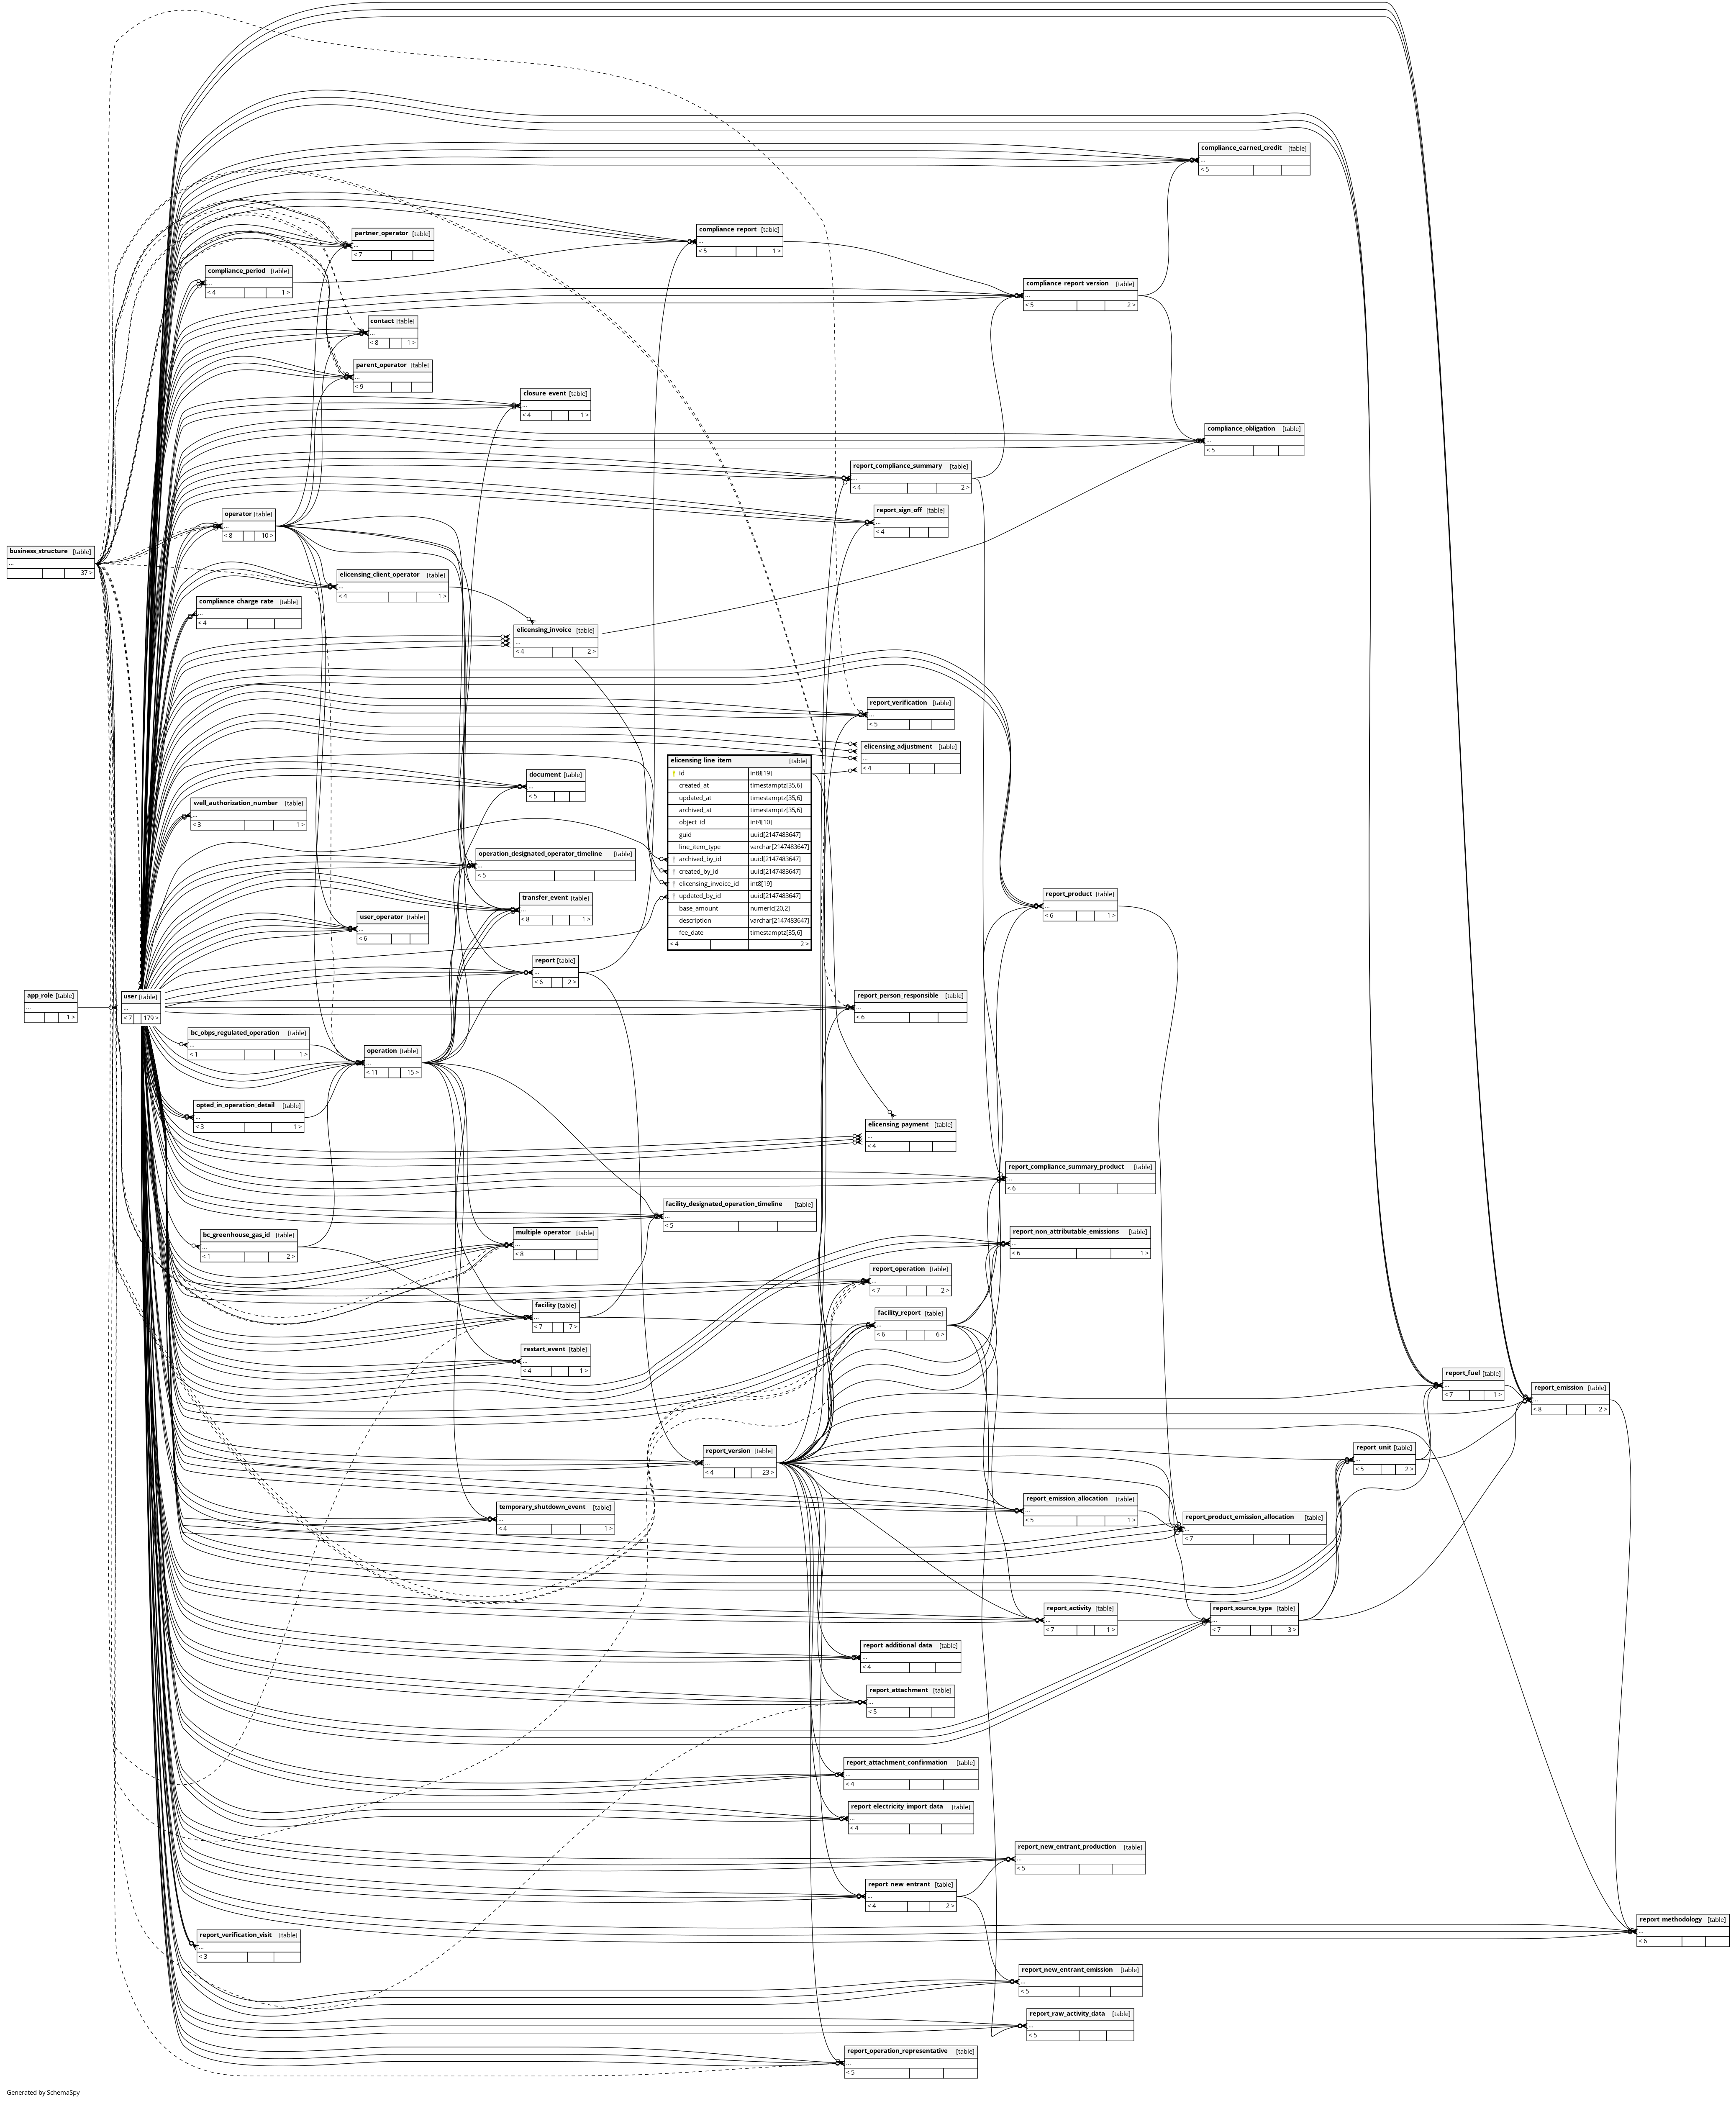 compliance_earned_credit [table]
...
< 5
partner_operator [table]
...
< 7
compliance_report [table]
...
< 5 1 >
compliance_period [table]
...
< 4 1 >
compliance_report_version [table]
...
< 5 2 >
contact [table]
...
< 8 1 >
parent_operator [table]
...
< 9
closure_event [table]
...
< 4 1 >
compliance_obligation [table]
...
< 5
report_compliance_summary [table]
...
< 4 2 >
report_sign_off [table]
...
< 4
operator [table]
...
< 8 10 >
business_structure [table]
...
37 >
elicensing_client_operator [table]
...
< 4 1 >
compliance_charge_rate [table]
...
< 4
elicensing_invoice [table]
...
< 4 2 >
report_verification [table]
...
< 5
elicensing_adjustment [table]
...
< 4
elicensing_line_item [table]
id int8[19]
created_at timestamptz[35,6]
updated_at timestamptz[35,6]
archived_at timestamptz[35,6]
object_id int4[10]
guid uuid[2147483647]
line_item_type varchar[2147483647]
archived_by_id uuid[2147483647]
created_by_id uuid[2147483647]
elicensing_invoice_id int8[19]
updated_by_id uuid[2147483647]
base_amount numeric[20,2]
description varchar[2147483647]
fee_date timestamptz[35,6]
< 4 2 >
document [table]
...
< 5
well_authorization_number [table]
...
< 3 1 >
operation_designated_operator_timeline [table]
...
< 5
transfer_event [table]
...
< 8 1 >
report_product [table]
...
< 6 1 >
user_operator [table]
...
< 6
report [table]
...
< 6 2 >
app_role [table]
...
1 >
user [table]
...
< 7 179 >
report_person_responsible [table]
...
< 6
bc_obps_regulated_operation [table]
...
< 1 1 >
operation [table]
...
< 11 15 >
opted_in_operation_detail [table]
...
< 3 1 >
elicensing_payment [table]
...
< 4
report_compliance_summary_product [table]
...
< 6
facility_designated_operation_timeline [table]
...
< 5
bc_greenhouse_gas_id [table]
...
< 1 2 >
multiple_operator [table]
...
< 8
report_non_attributable_emissions [table]
...
< 6 1 >
report_operation [table]
...
< 7 2 >
facility [table]
...
< 7 7 >
facility_report [table]
...
< 6 6 >
restart_event [table]
...
< 4 1 >
report_fuel [table]
...
< 7 1 >
report_emission [table]
...
< 8 2 >
report_version [table]
...
< 4 23 >
report_unit [table]
...
< 5 2 >
temporary_shutdown_event [table]
...
< 4 1 >
report_emission_allocation [table]
...
< 5 1 >
report_product_emission_allocation [table]
...
< 7
report_activity [table]
...
< 7 1 >
report_source_type [table]
...
< 7 3 >
report_additional_data [table]
...
< 4
report_attachment [table]
...
< 5
report_attachment_confirmation [table]
...
< 4
report_electricity_import_data [table]
...
< 4
report_new_entrant_production [table]
...
< 5
report_new_entrant [table]
...
< 4 2 >
report_methodology [table]
...
< 6
report_verification_visit [table]
...
< 3
report_new_entrant_emission [table]
...
< 5
report_raw_activity_data [table]
...
< 5
report_operation_representative [table]
...
< 5
Generated by SchemaSpy